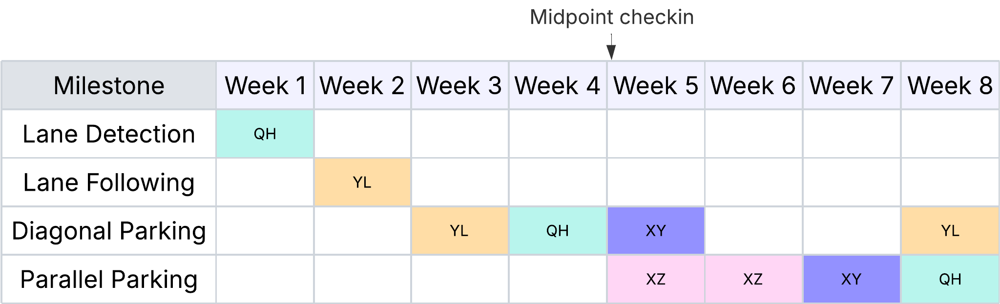 Midpoint checkin
Milestone Week 1 Week 2 Week 3 Week 4 Week 5 Week 6 Week 7 Week 8
Lane Detection QH
Lane Following YL
Diagonal Parking YL QH XY YL
Parallel Parking XZ XZ XY QH